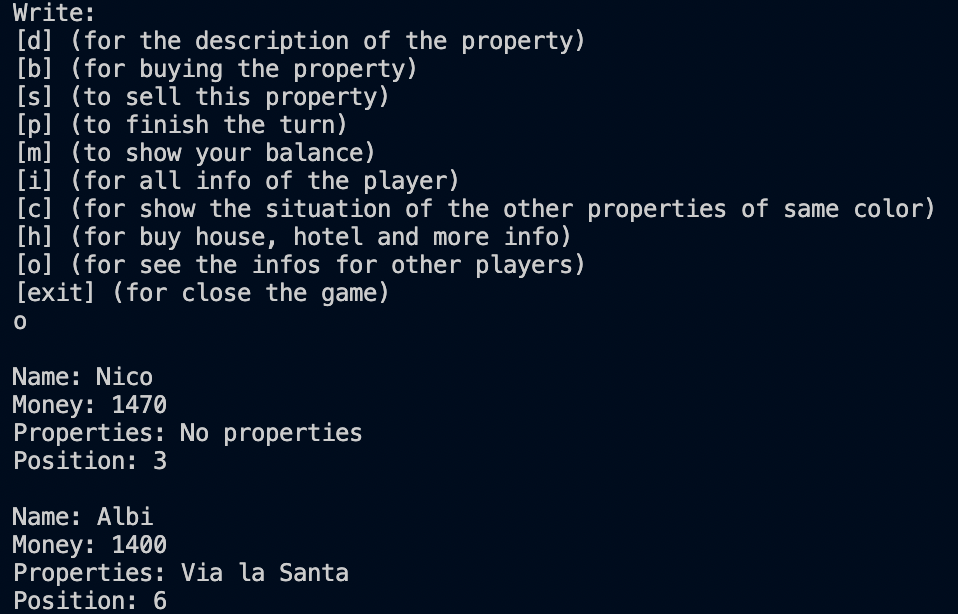 Write:
[d] (for the description of the property)
[b] (for buying the property)
[s] (to sell this property)
[p] (to finish the turn)
[m] (to show your balance)
[i] (for all info of the player)
[c] (for show the situation of the other properties of same color)
[h] (for buy house, hotel and more info)
[o] (for see the infos for other players)
[exit] (for close the game)
o
Name: Nico
Money: 1470
Properties: No properties
Position: 3
Name: Albi
Money: 1400
Properties: Via la Santa
Position: 6